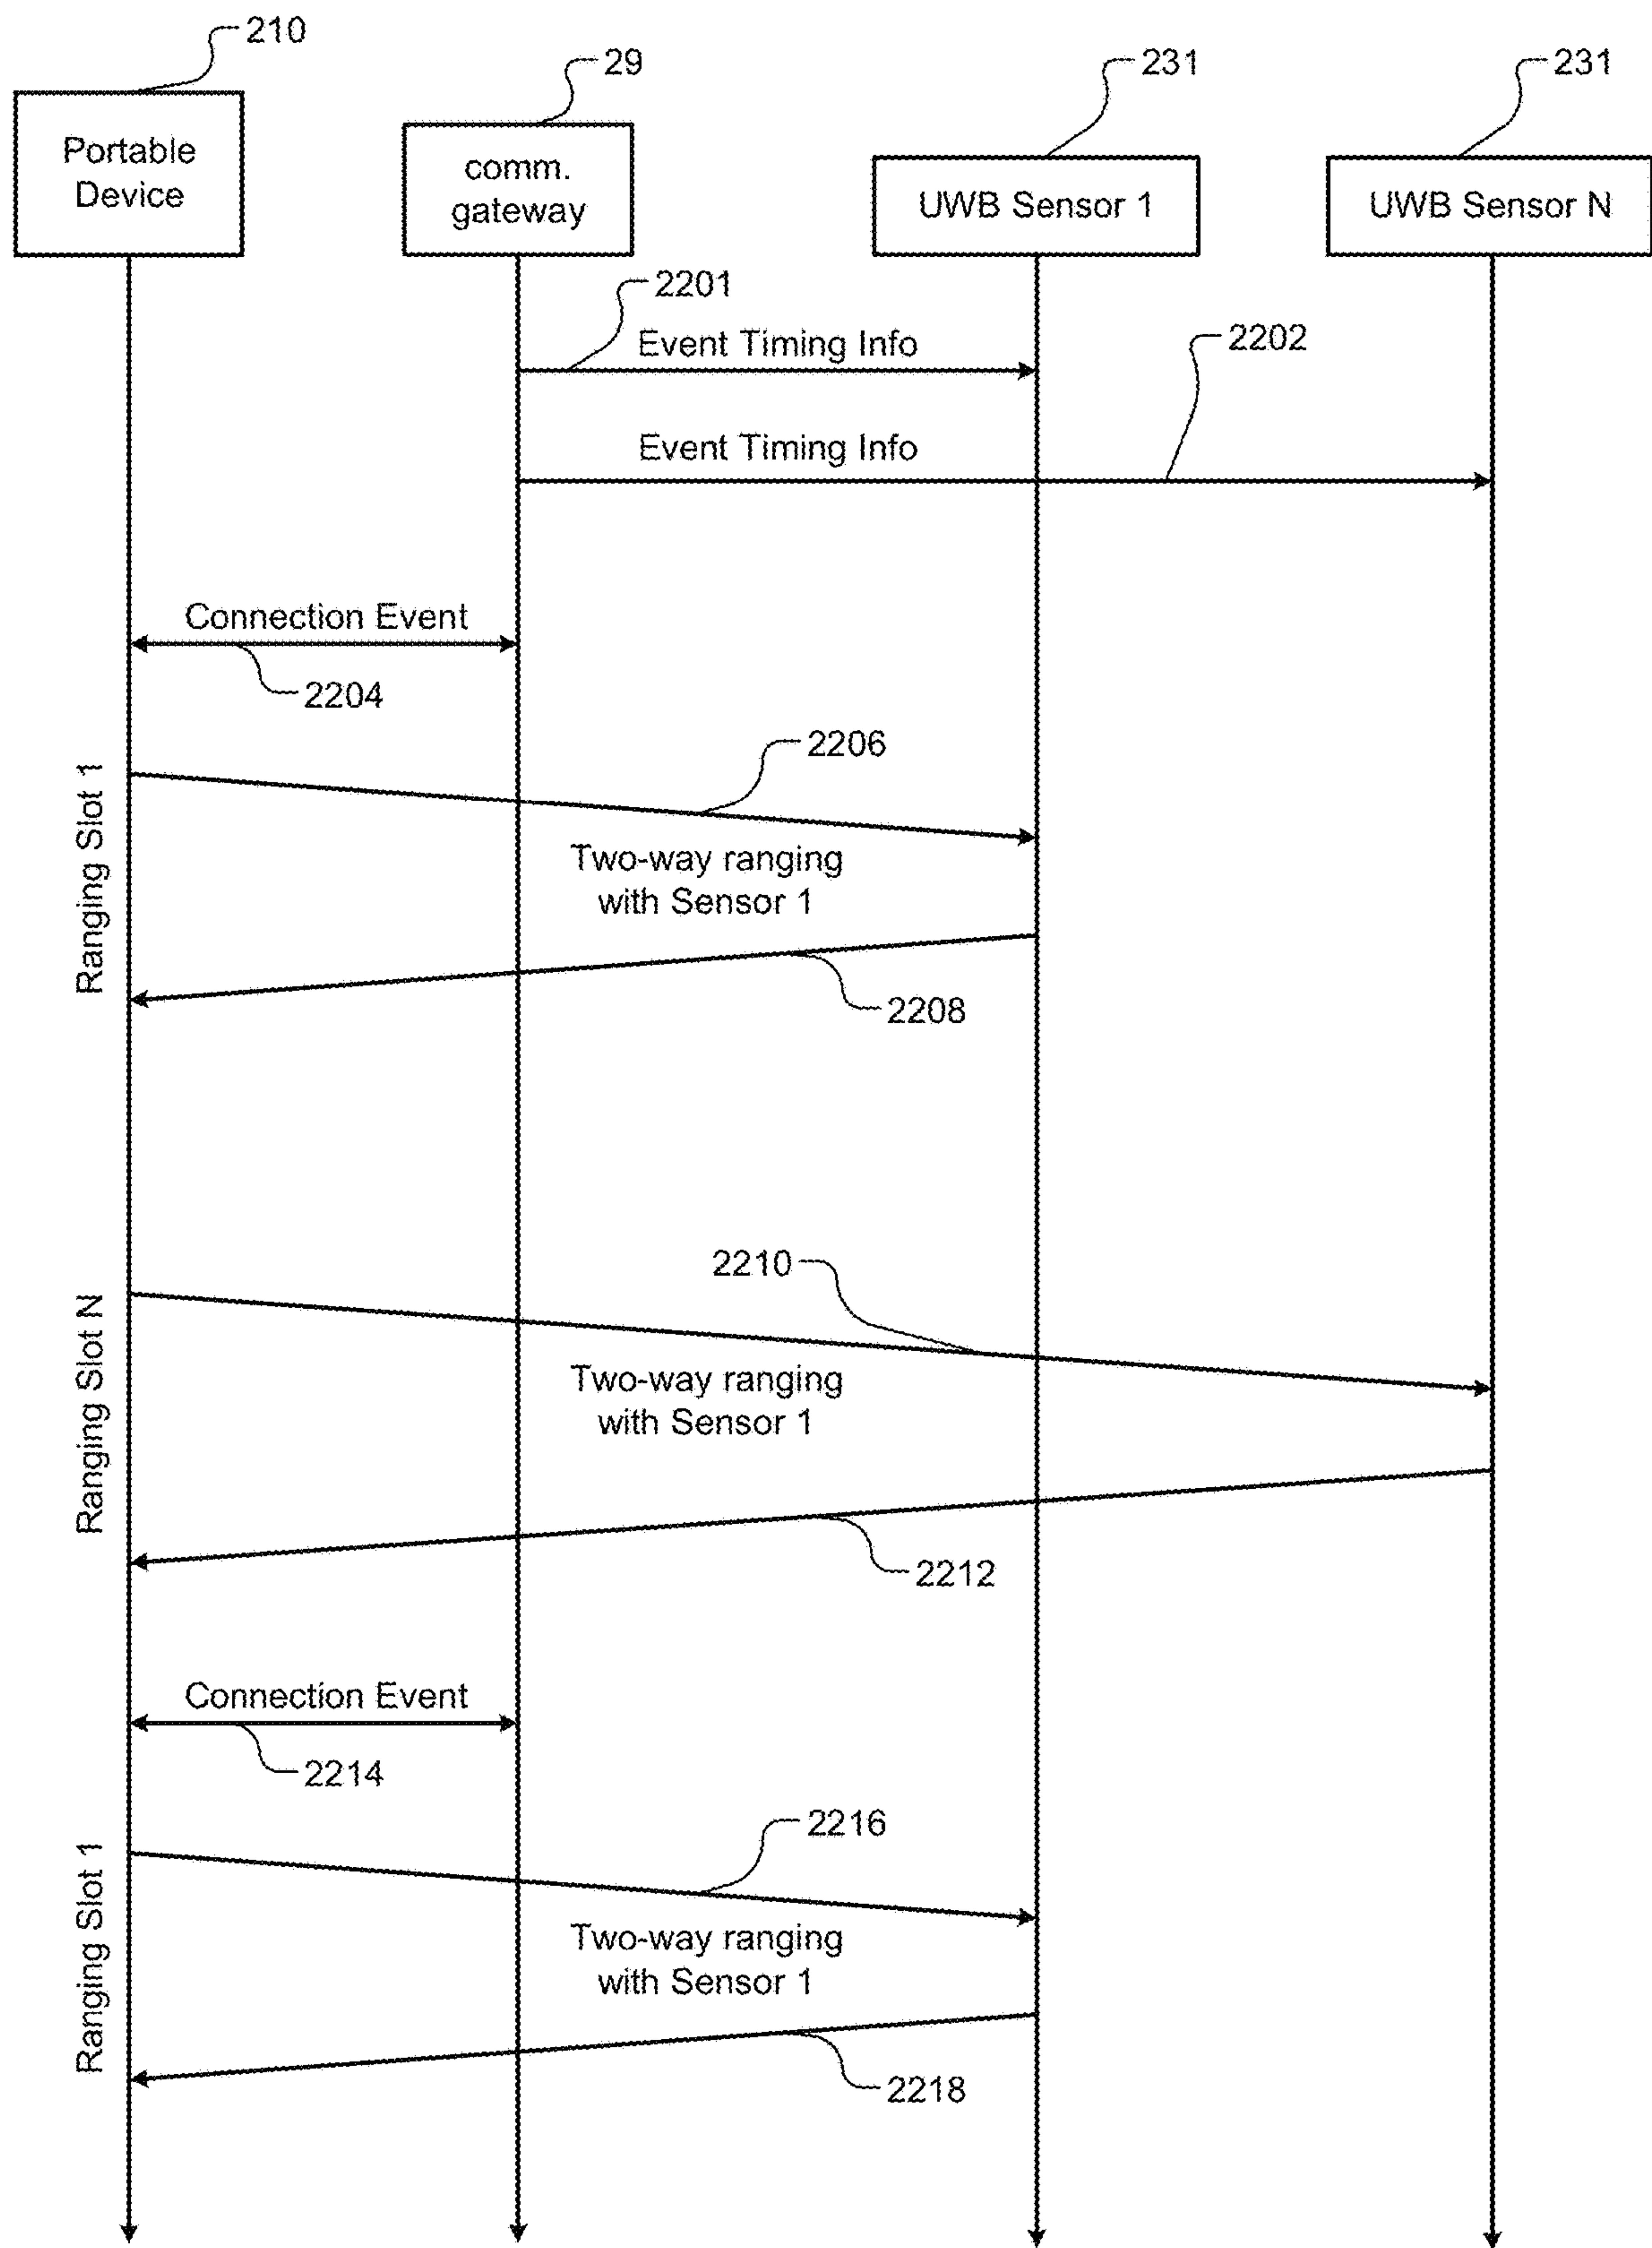 210
29
231
231
Portable
Device
comm.
gateway
UWB Sensor 1
UWB Sensor N
2201
Event Timing Info
2202
Event Timing Info
Connection Event
2204
Ranging Slot 1
2206
Two-way ranging
with Sensor 1
2208
Ranging Slot N
2210
Two-way ranging
with Sensor 1
2212
Connection Event
2214
Ranging Slot 1
2216
Two-way ranging
with Sensor 1
2218